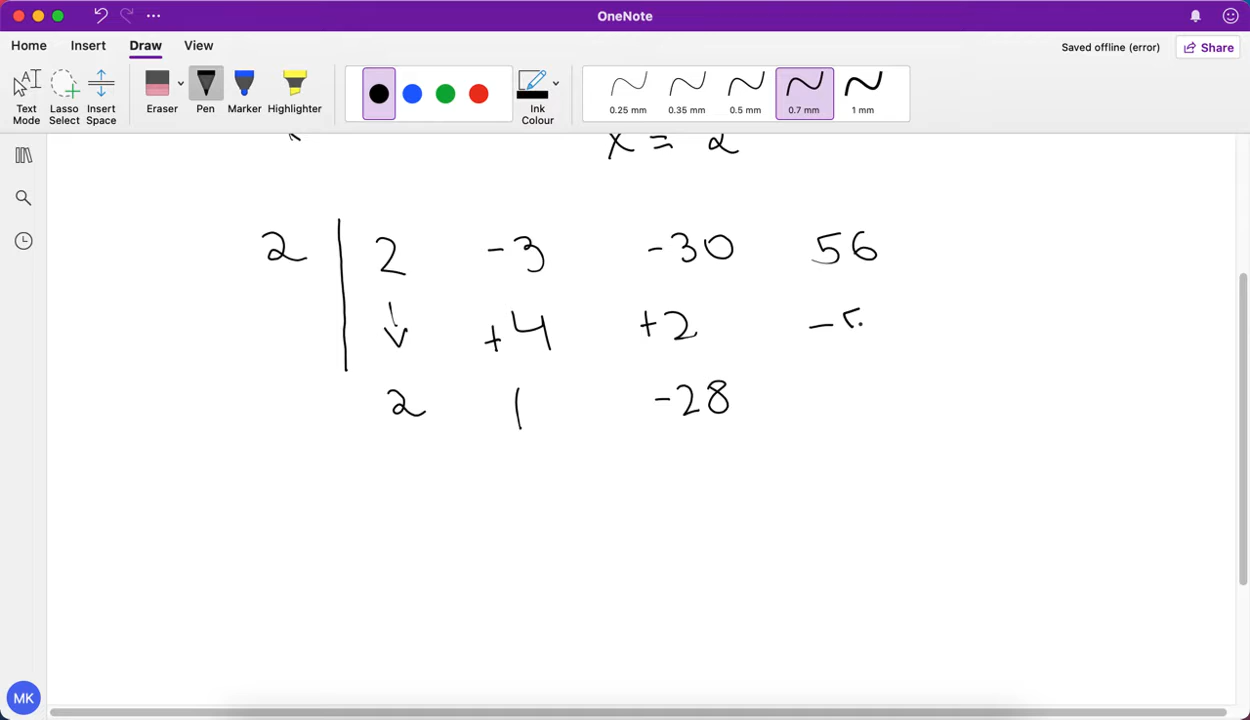 OneNote
Home Insert Draw View
Saved offline (error) Share
Text Mode Lasso Select Insert Space Eraser Pen Marker Highlighter Ink Colour 0.25 mm 0.35 mm 0.5 mm 0.7 mm 1 mm
x = 2
2 | 2 -3 -30 56
↓ +4 +2 -5
2 1 -28
MK